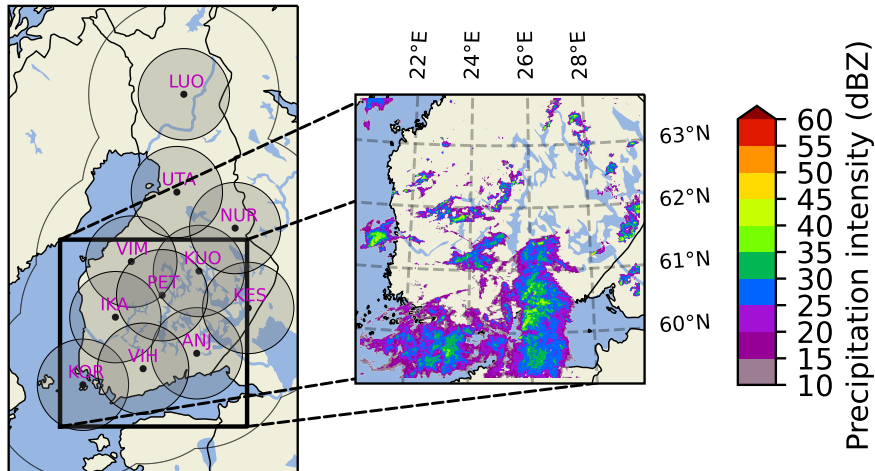 LUO
UTA
NUR
VIM
KUO
PET
KES
IKA
ANJ
VIH
KOR
22°E
24°E
26°E
28°E
63°N
62°N
61°N
60°N
60
55
50
45
40
35
30
25
20
15
10
Precipitation intensity (dBZ)